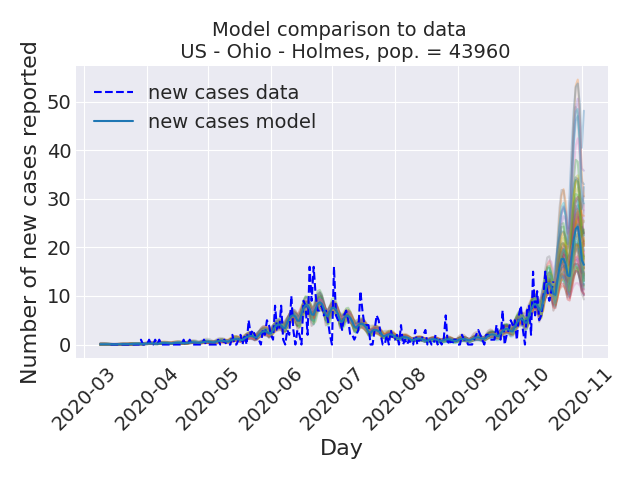 Model comparison to data
US - Ohio - Holmes, pop. = 43960
Number of new cases reported
50
40
30
20
10
0
new cases data
new cases model
2020-03
2020-04
2020-05
2020-06
2020-07
2020-08
2020-09
2020-10
2020-11
Day